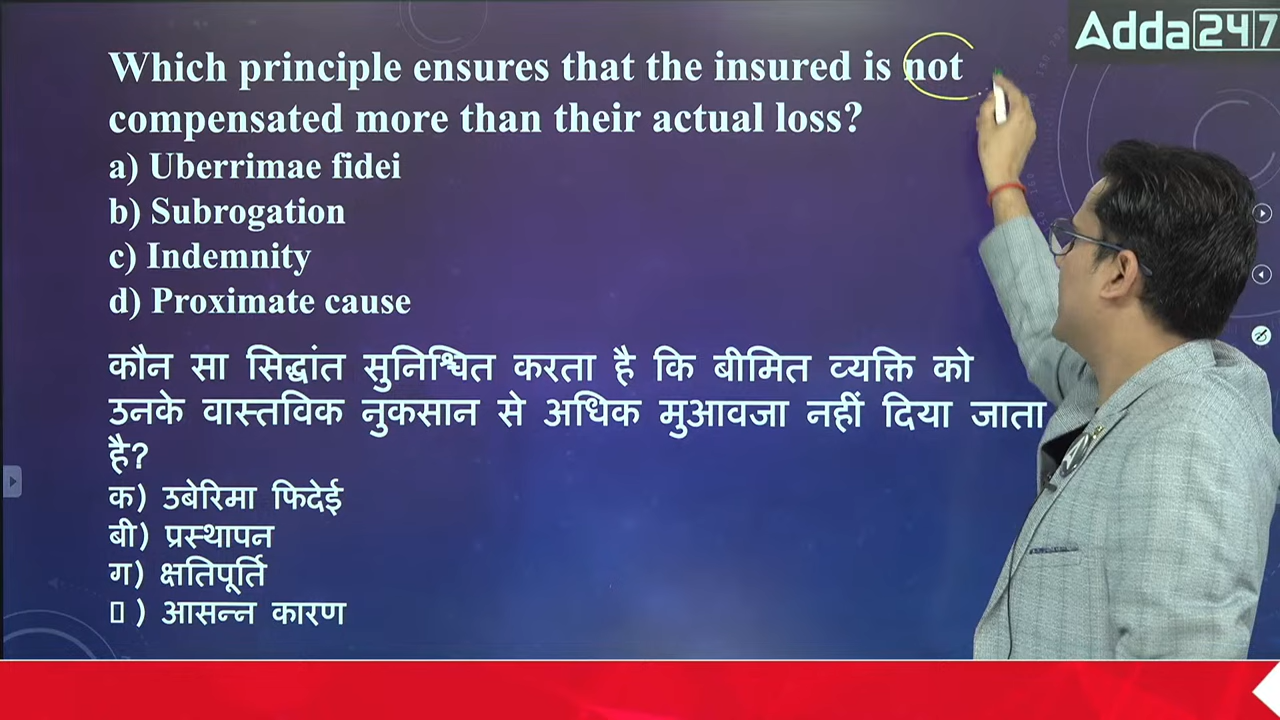 Adda247
Which principle ensures that the insured is not
compensated more than their actual loss?
a) Uberrimae fidei
b) Subrogation
c) Indemnity
d) Proximate cause
कौन सा सिद्धांत सुनिश्चित करता है कि बीमित व्यक्ति को
उनके वास्तविक नुकसान से अधिक मुआवजा नहीं दिया जाता
है?
क) उबेरिमा फिदेई
बी) प्रस्थापन
ग) क्षतिपूर्ति
▯) आसन्न कारण